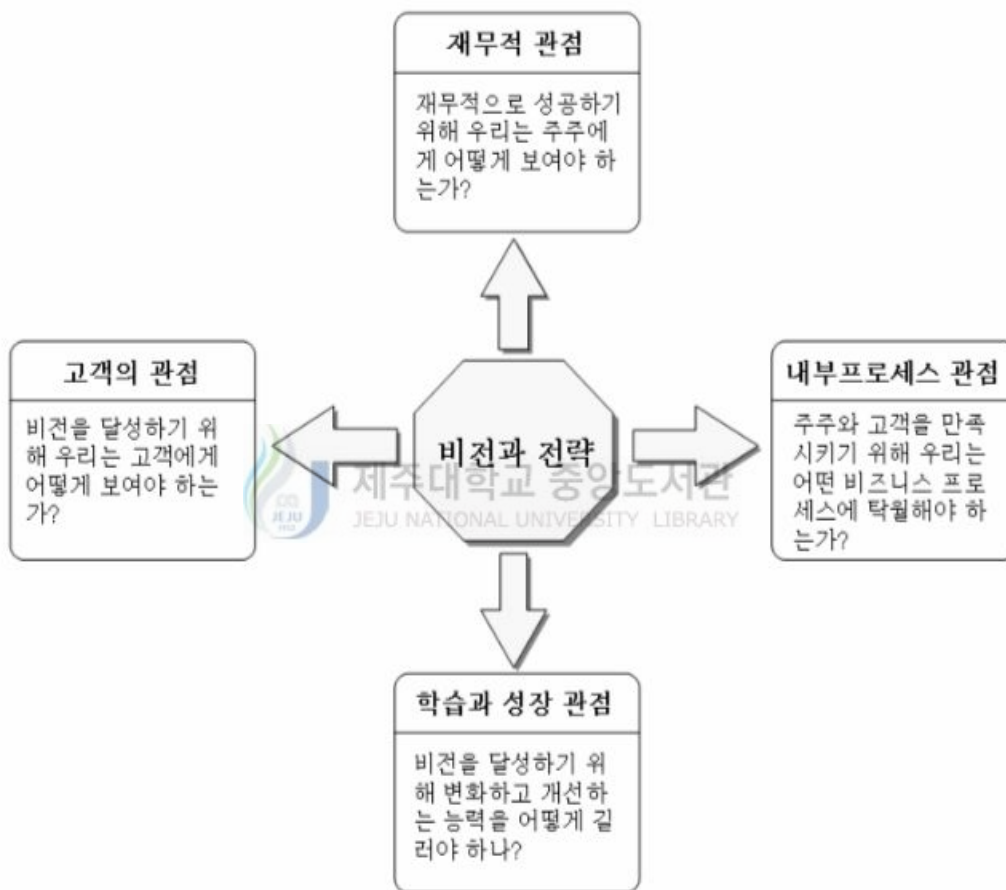 재무적 관점
재무적으로 성공하기
위해 우리는 주주에
게 어떻게 보여야 하
는가?
고객의 관점
비전을 달성하기 위
해 우리는 고객에게
어떻게 보여야 하는
가?
비전과 전략
내부프로세스 관점
주주와 고객을 만족
시키기 위해 우리는
어떤 비즈니스 프로
세스에 탁월해야 하
는가?
제주대학교 중앙도서관
JEJU NATIONAL UNIVERSITY LIBRARY
JEJU
1952
학습과 성장 관점
비전을 달성하기 위
해 변화하고 개선하
는 능력을 어떻게 길
러야 하나?